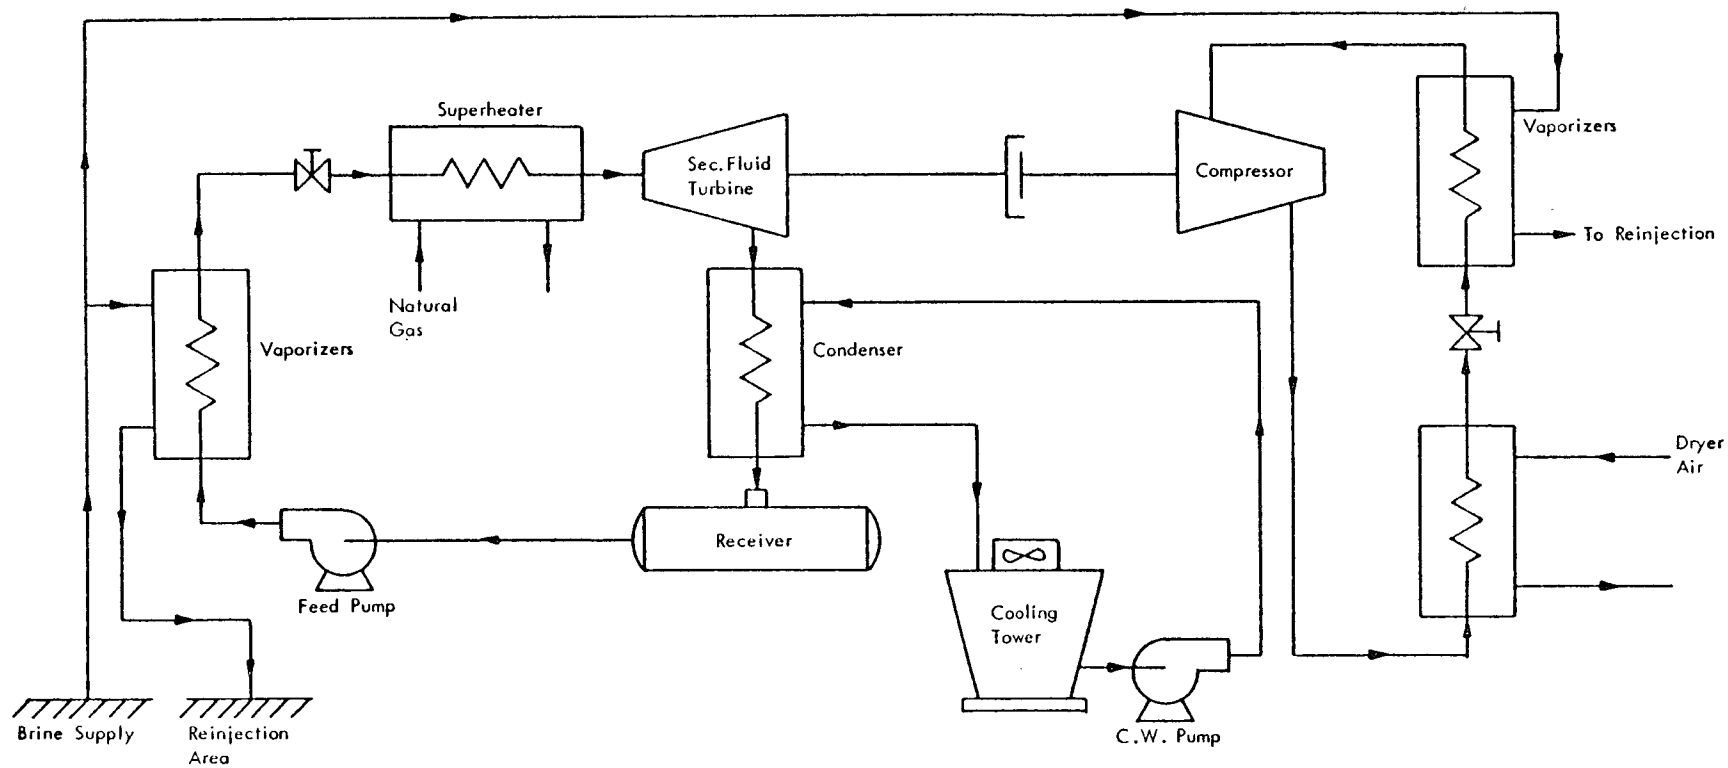 Superheater
Vaporizers
Sec. Fluid
Turbine
Compressor
To Reinjection
Natural
Gas
Vaporizers
Condenser
Dryer
Air
Receiver
Feed Pump
Cooling
Tower
Brine Supply
Reinjection
Area
C.W. Pump